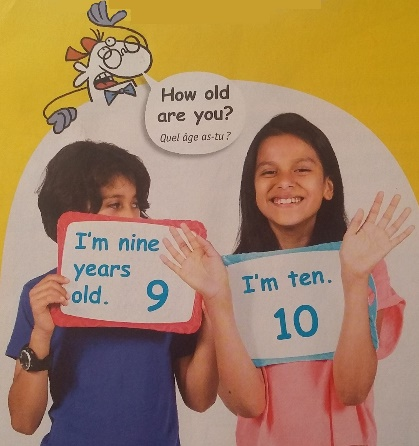 How old
are you?
Quel âge as-tu ?
I'm nine
years
old. 9
I'm ten.
10